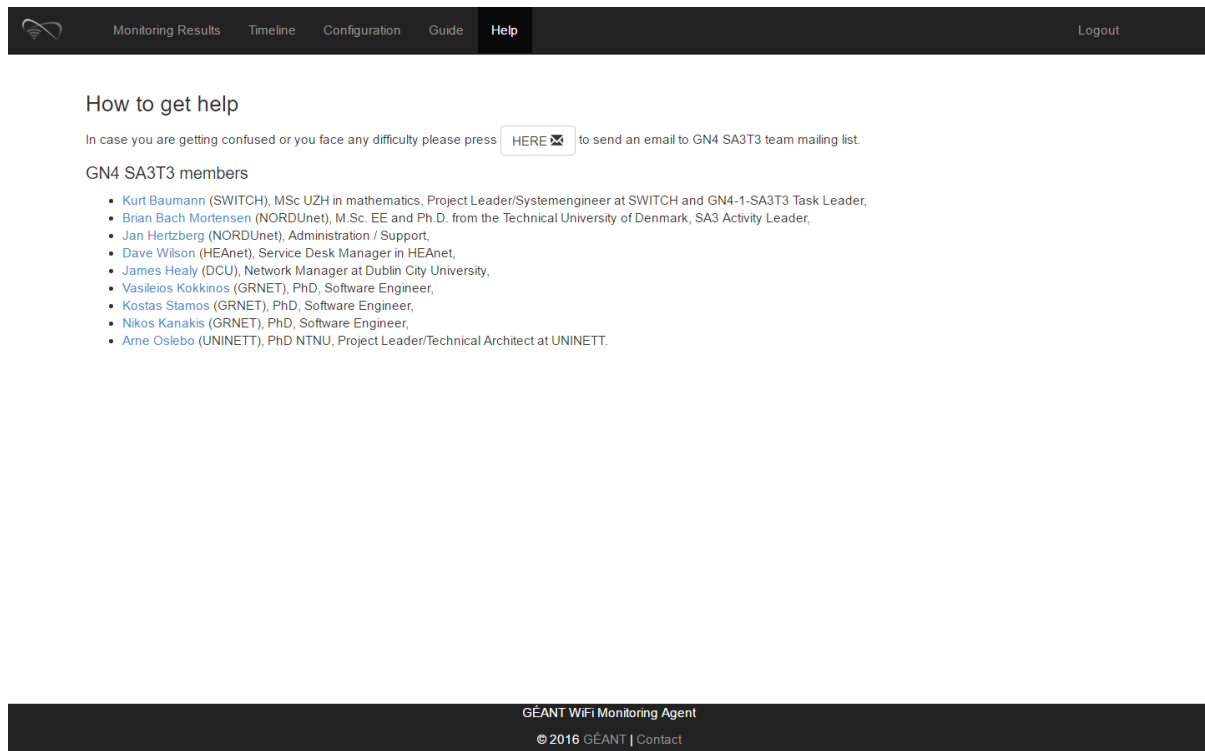 Monitoring Results Timeline Configuration Guide Help Logout
How to get help
In case you are getting confused or you face any difficulty please press HERE to send an email to GN4 SA3T3 team mailing list.
GN4 SA3T3 members
Kurt Baumann (SWITCH), MSc UZH in mathematics, Project Leader/Systemengineer at SWITCH and GN4-1-SA3T3 Task Leader,
Brian Bach Mortensen (NORDUnet), M.Sc. EE and Ph.D. from the Technical University of Denmark, SA3 Activity Leader,
Jan Hertzberg (NORDUnet), Administration / Support,
Dave Wilson (HEAnet), Service Desk Manager in HEAnet,
James Healy (DCU), Network Manager at Dublin City University,
Vasileios Kokkinos (GRNET), PhD, Software Engineer,
Kostas Stamos (GRNET), PhD, Software Engineer,
Nikos Kanakis (GRNET), PhD, Software Engineer,
Arne Oslebo (UNINETT), PhD NTNU, Project Leader/Technical Architect at UNINETT.
GÉANT WiFi Monitoring Agent
© 2016 GÉANT | Contact